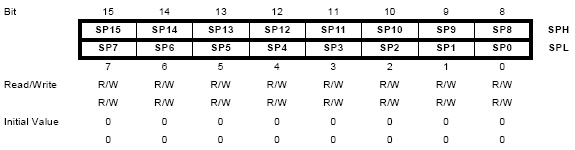 Bit 15 14 13 12 11 10 9 8
SP15 SP14 SP13 SP12 SP11 SP10 SP9 SP8 SPH
SP7 SP6 SP5 SP4 SP3 SP2 SP1 SP0 SPL
7 6 5 4 3 2 1 0
Read/Write R/W R/W R/W R/W R/W R/W R/W R/W
R/W R/W R/W R/W R/W R/W R/W R/W
Initial Value 0 0 0 0 0 0 0 0
0 0 0 0 0 0 0 0